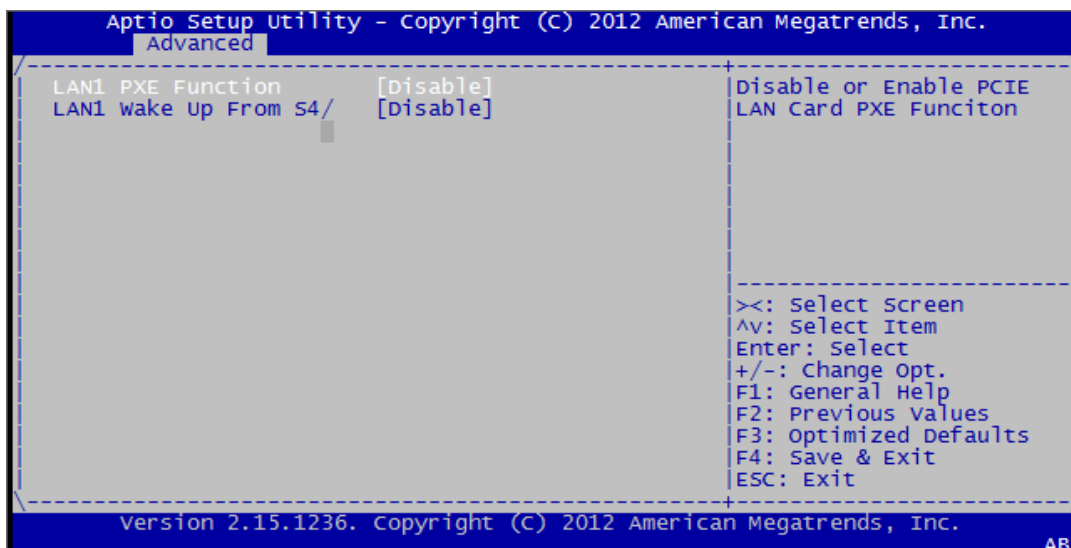 Aptio Setup Utility - Copyright (C) 2012 American Megatrends, Inc.
Advanced
LAN1 PXE Function [Disable]
LAN1 Wake Up From S4/ [Disable]
Disable or Enable PCIE
LAN Card PXE Funciton
><: Select Screen
^v: Select Item
Enter: Select
+/-: Change Opt.
F1: General Help
F2: Previous Values
F3: Optimized Defaults
F4: Save & Exit
ESC: Exit
Version 2.15.1236. Copyright (C) 2012 American Megatrends, Inc.
AB